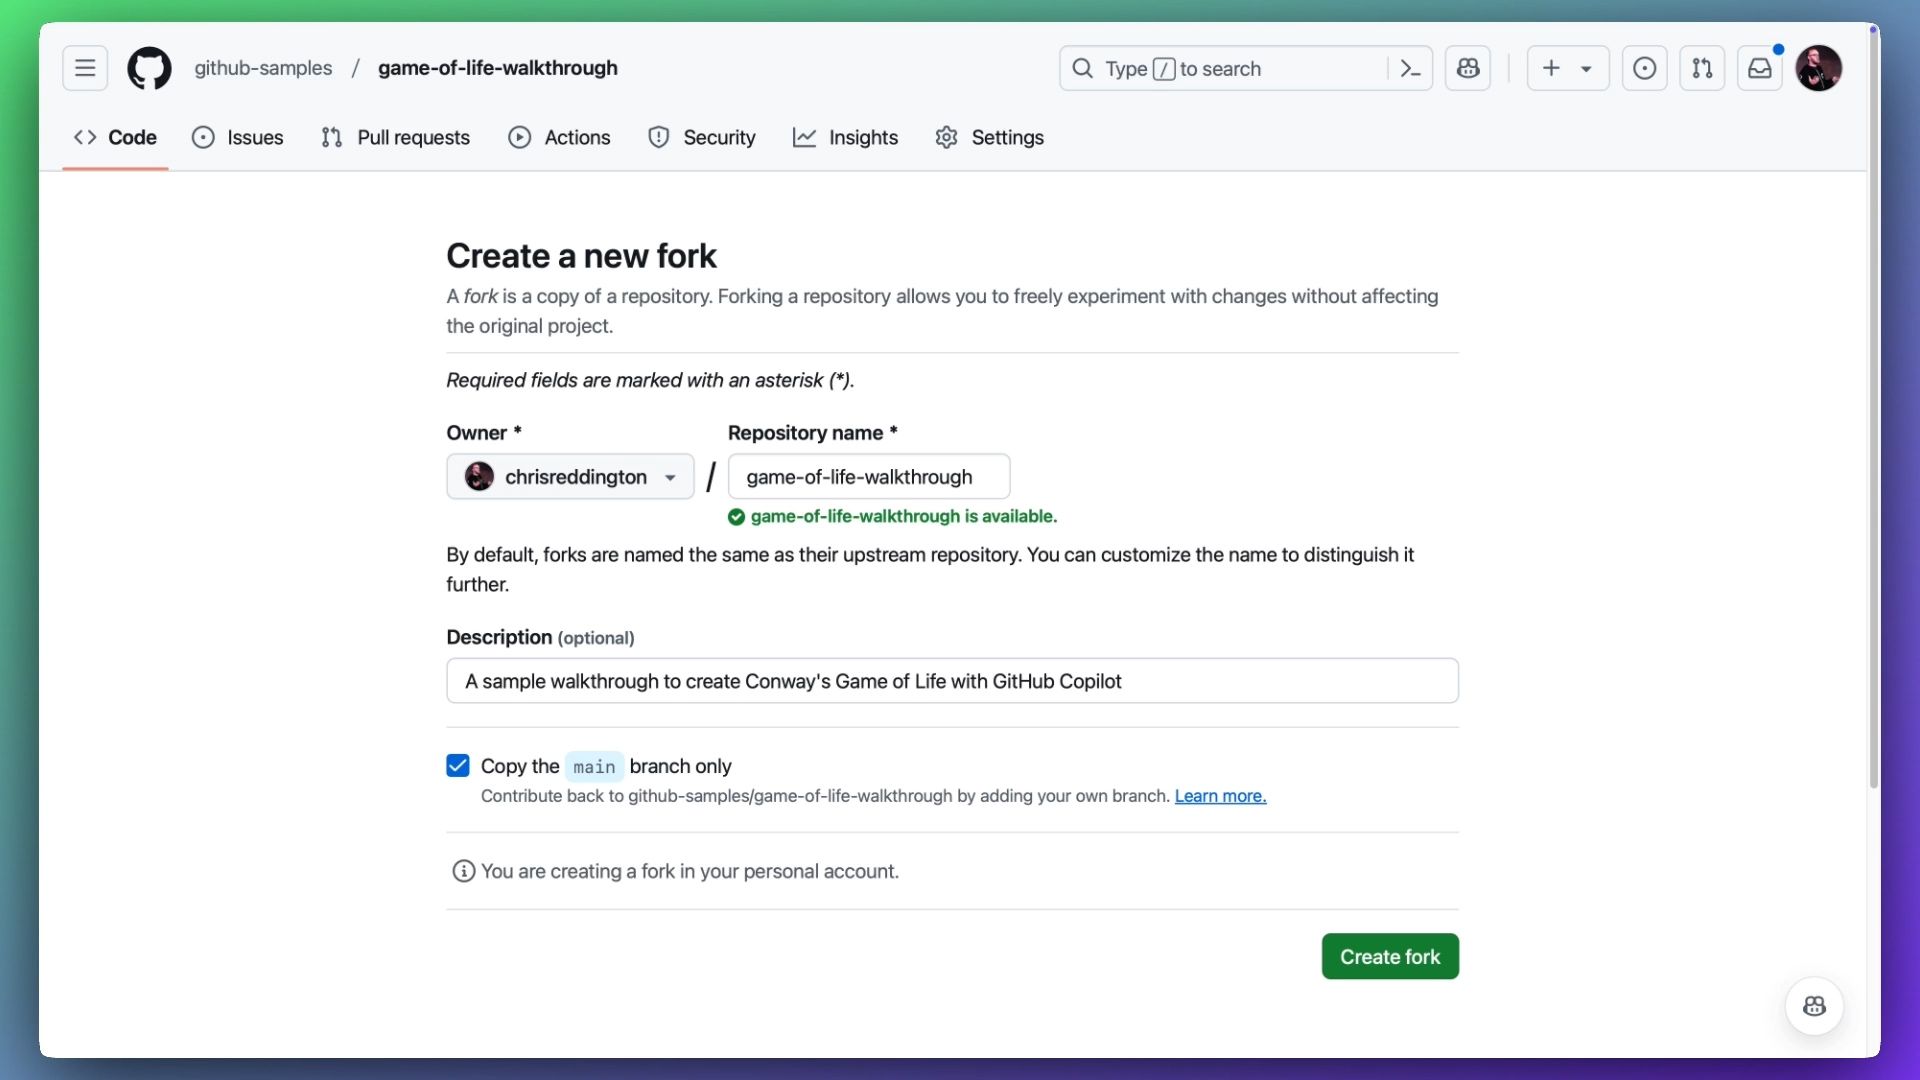 github-samples / game-of-life-walkthrough
Type / to search
Code
Issues
Pull requests
Actions
Security
Insights
Settings
Create a new fork
A fork is a copy of a repository. Forking a repository allows you to freely experiment with changes without affecting
the original project.
Required fields are marked with an asterisk (*).
Owner *
Repository name *
chrisreddington / game-of-life-walkthrough
game-of-life-walkthrough is available.
By default, forks are named the same as their upstream repository. You can customize the name to distinguish it
further.
Description (optional)
A sample walkthrough to create Conway's Game of Life with GitHub Copilot
Copy the main branch only
Contribute back to github-samples/game-of-life-walkthrough by adding your own branch. Learn more.
You are creating a fork in your personal account.
Create fork